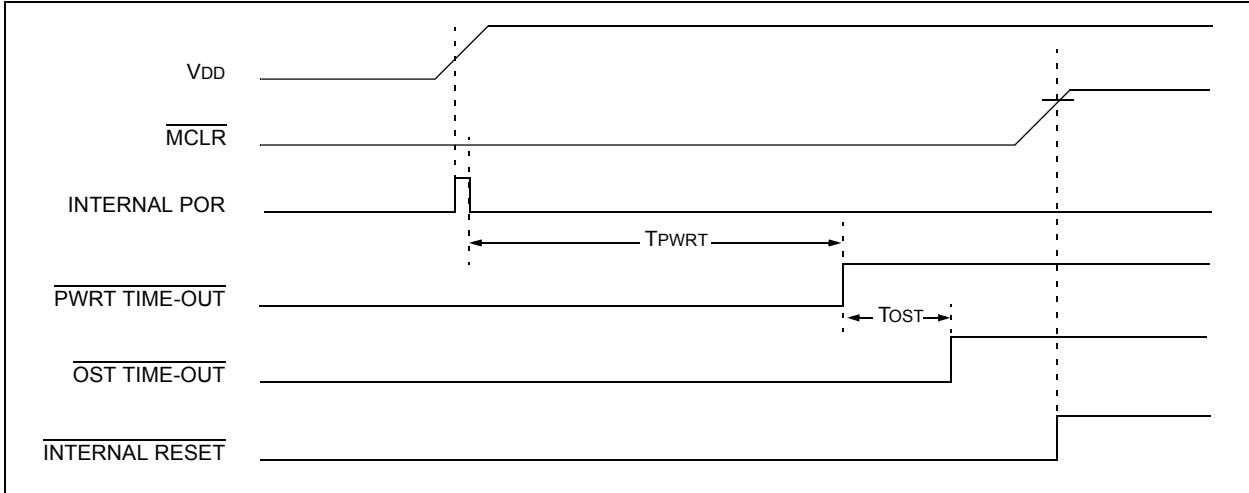 VDD
MCLR
INTERNAL POR
TPWRT
PWRT TIME-OUT
TOST
OST TIME-OUT
INTERNAL RESET